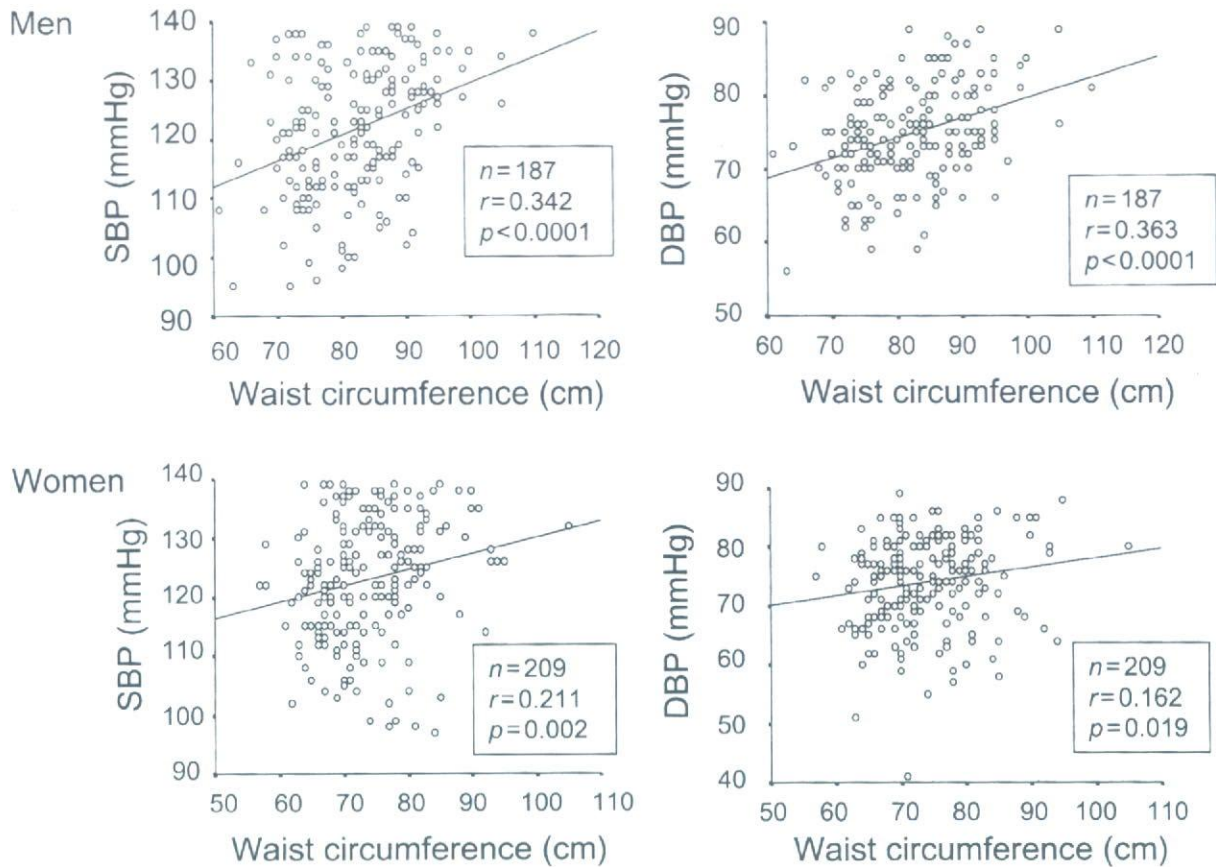 Men
SBP (mmHg)
140
130
120
110
100
90
60 70 80 90 100 110 120
Waist circumference (cm)
n=187
r=0.342
p<0.0001
DBP (mmHg)
90
80
70
60
50
60 70 80 90 100 110 120
Waist circumference (cm)
n=187
r=0.363
p<0.0001
Women
SBP (mmHg)
140
130
120
110
100
90
50 60 70 80 90 100 110
Waist circumference (cm)
n=209
r=0.211
p=0.002
DBP (mmHg)
90
80
70
60
50
40
50 60 70 80 90 100 110
Waist circumference (cm)
n=209
r=0.162
p=0.019